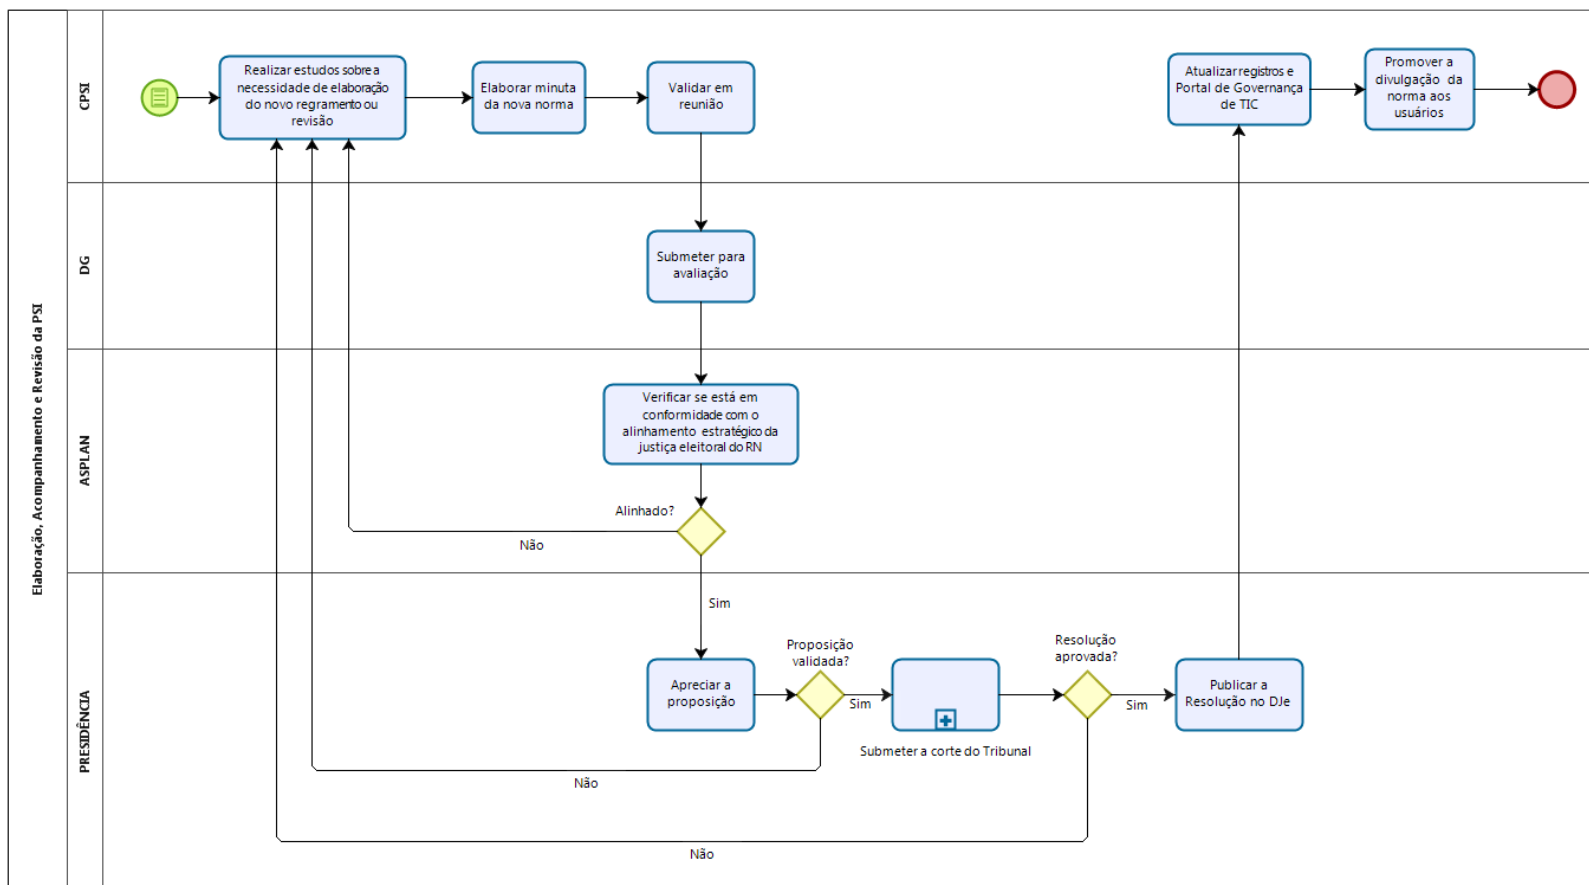 Elaboração, Acompanhamento e Revisão da PSI
CPSI
Realizar estudos sobre a
necessidade de elaboração
do novo regramento ou
revisão
Elaborar minuta
da nova norma
Validar em
reunião
Atualizar registros e
Portal de Governança
de TIC
Promover a
divulgação da
norma aos
usuários
DG
Submeter para
avaliação
ASPLAN
Verificar se está em
conformidade com o
alinhamento estratégico da
justiça eleitoral do RN
Alinhado?
Não
PRESIDÊNCIA
Sim
Apreciar a
proposição
Proposição
validada?
Sim
Não
Submeter a corte do Tribunal
Resolução
aprovada?
Sim
Não
Publicar a
Resolução no DJe